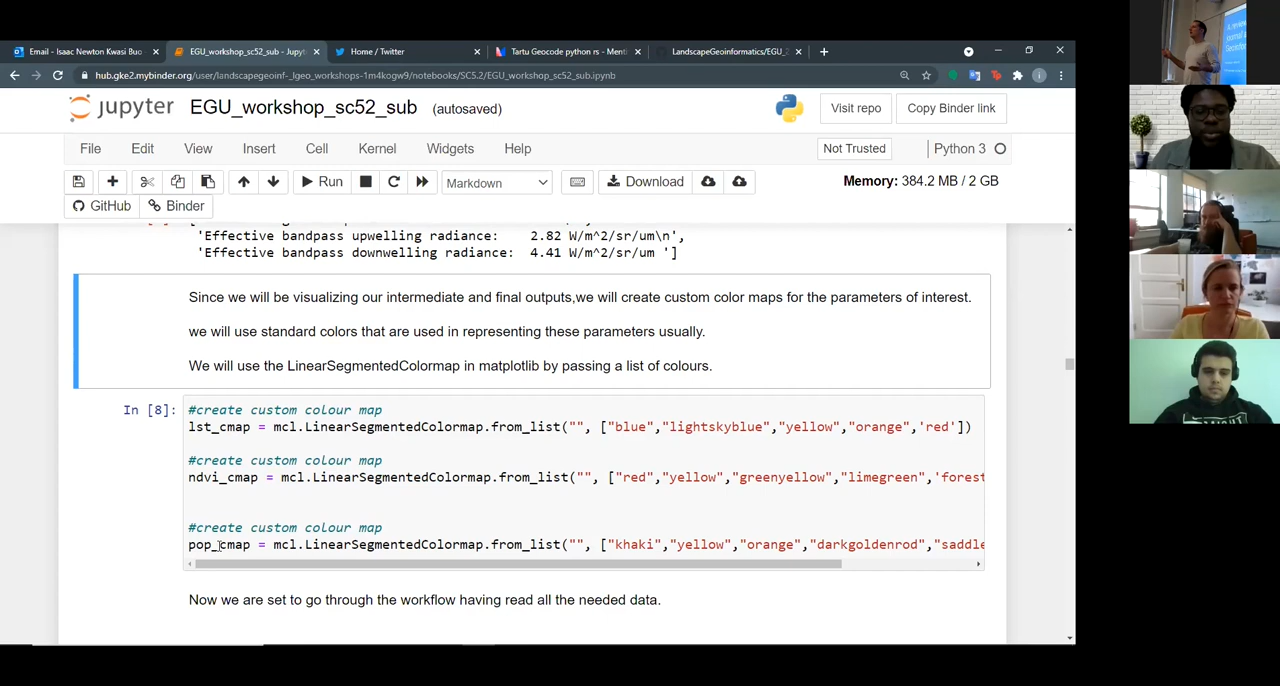 Email - Isaac Newton Kwasi Buo
EGU_workshop_sc52_sub - Jupyt
Home / Twitter
Tartu Geocode python rs - Menti
LandscapeGeoinformatics/EGU_2
hub.gke2.mybinder.org/user/landscapegeoinf-_lgeo_workshops-1m4kogw9/notebooks/SC5.2/EGU_workshop_sc52_sub.ipynb
jupyter EGU_workshop_sc52_sub (autosaved)
Visit repo
Copy Binder link
File Edit View Insert Cell Kernel Widgets Help
Not Trusted
Python 3
Run
Markdown
Download
Memory: 384.2 MB / 2 GB
GitHub
Binder
'Effective bandpass upwelling radiance: 2.82 W/m^2/sr/um\n',
'Effective bandpass downwelling radiance: 4.41 W/m^2/sr/um ']
Since we will be visualizing our intermediate and final outputs,we will create custom color maps for the parameters of interest.
we will use standard colors that are used in representing these parameters usually.
We will use the LinearSegmentedColormap in matplotlib by passing a list of colours.
In [8]:
#create custom colour map
lst_cmap = mcl.LinearSegmentedColormap.from_list("", ["blue","lightskyblue","yellow","orange",'red'])
#create custom colour map
ndvi_cmap = mcl.LinearSegmentedColormap.from_list("", ["red","yellow","greenyellow","limegreen",'forest
#create custom colour map
pop_cmap = mcl.LinearSegmentedColormap.from_list("", ["khaki","yellow","orange","darkgoldenrod","saddle
Now we are set to go through the workflow having read all the needed data.